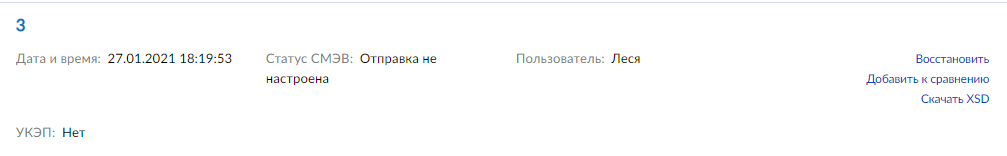 3
Дата и время: 27.01.2021 18:19:53 Статус СМЭВ: Отправка не Пользователь: Леся Восстановить
настроена Добавить к сравнению
Скачать XSD
УКЭП: Нет